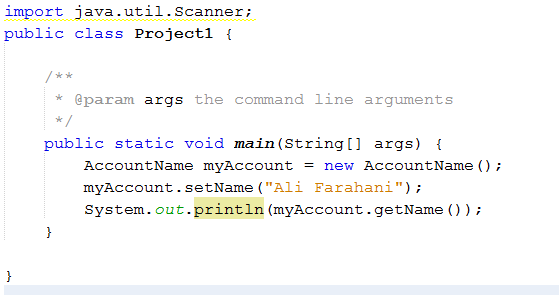 import java.util.Scanner;
public class Project1 {
/**
* @param args the command line arguments
*/
public static void main(String[] args) {
AccountName myAccount = new AccountName();
myAccount.setName("Ali Farahani");
System.out.println(myAccount.getName());
}
}